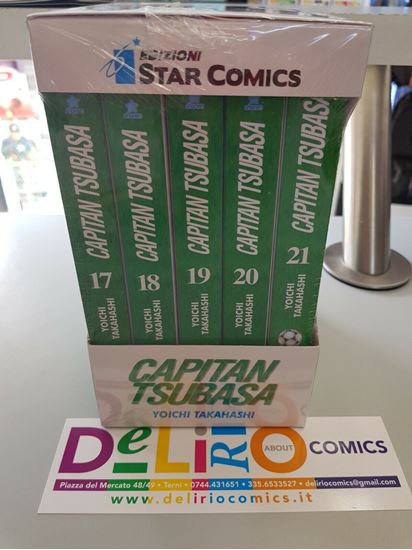 EDIZIONI
STAR COMICS
CAPITAN TSUBASA
17
YOICHI
TAKAHASHI
CAPITAN TSUBASA
18
YOICHI
TAKAHASHI
CAPITAN TSUBASA
19
YOICHI
TAKAHASHI
CAPITAN TSUBASA
20
YOICHI
TAKAHASHI
CAPITAN TSUBASA
21
YOICHI
TAKAHASHI
CAPITAN
TSUBASA
YOICHI TAKAHASHI
DeLiRIO ABOUT COMICS
Piazza del Mercato 48/49 • Terni • 0744.431651 • 335.6533527 • deliriocomics@gmail.com
www.deliriocomics.it